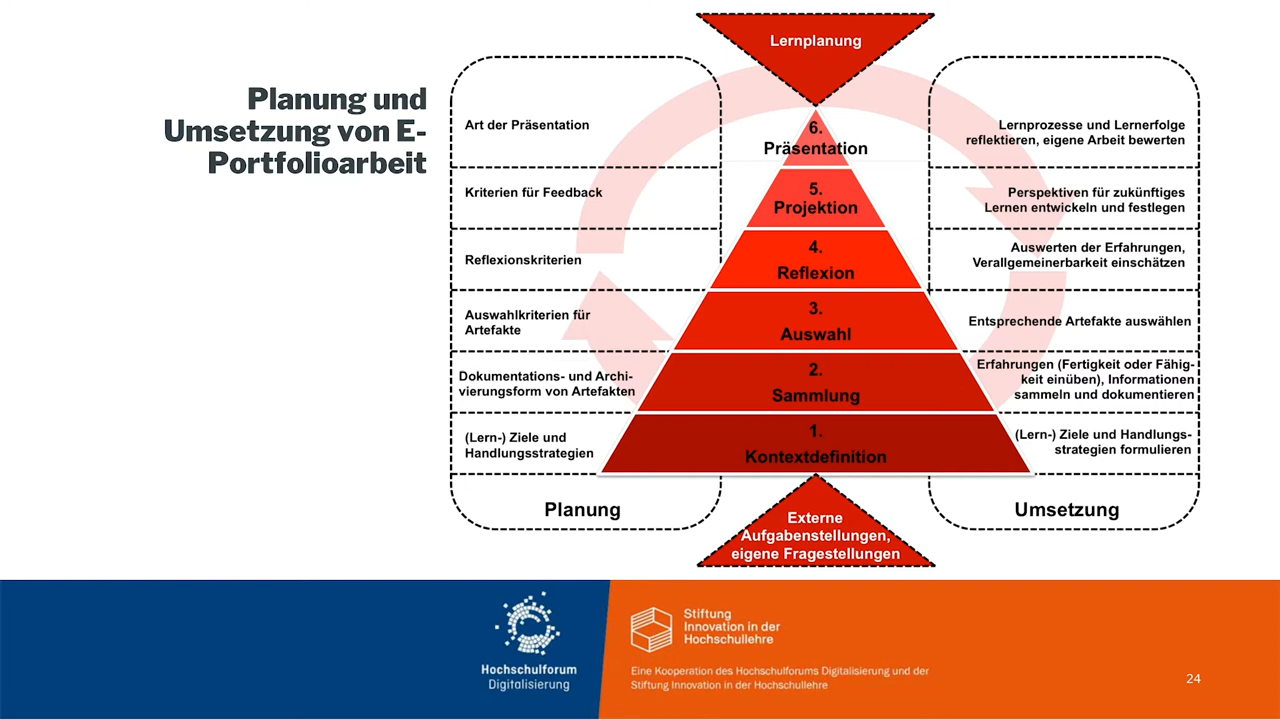 Planung und
Umsetzung von E-
Portfolioarbeit
Lernplanung
Art der Präsentation
6.
Präsentation
Lernprozesse und Lernerfolge
reflektieren, eigene Arbeit bewerten
Kriterien für Feedback
5.
Projektion
Perspektiven für zukünftiges
Lernen entwickeln und festlegen
Reflexionskriterien
4.
Reflexion
Auswerten der Erfahrungen,
Verallgemeinerbarkeit einschätzen
Auswahlkriterien für
Artefakte
3.
Auswahl
Entsprechende Artefakte auswählen
Dokumentations- und Archi-
vierungsform von Artefakten
2.
Sammlung
Erfahrungen (Fertigkeit oder Fähig-
keit einüben), Informationen
sammeln und dokumentieren
(Lern-) Ziele und
Handlungsstrategien
1.
Kontextdefinition
(Lern-) Ziele und Handlungs-
strategien formulieren
Planung
Externe
Aufgabenstellungen,
eigene Fragestellungen
Umsetzung
Hochschulforum
Digitalisierung
Stiftung
Innovation in der
Hochschullehre
Eine Kooperation des Hochschulforums Digitalisierung und der
Stiftung Innovation in der Hochschullehre
24